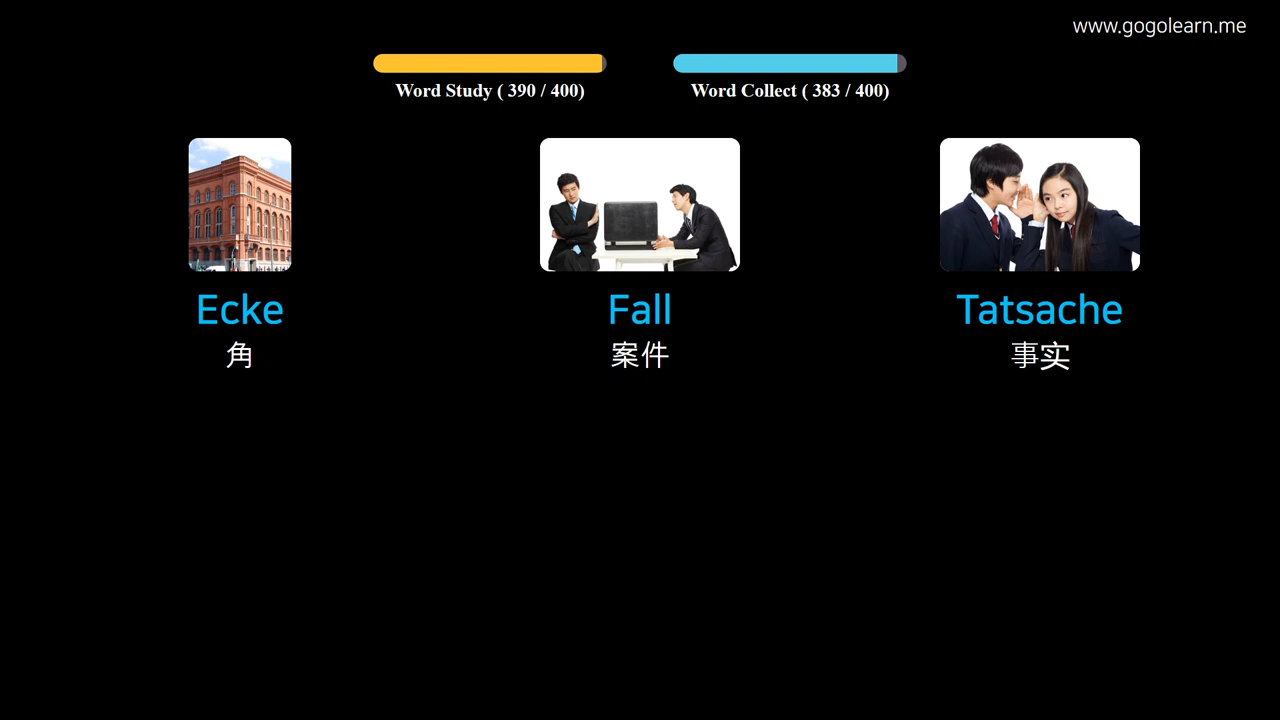 www.gogolearn.me
Word Study ( 390 / 400)
Word Collect ( 383 / 400)
Ecke
Fall
Tatsache
角
案件
事实